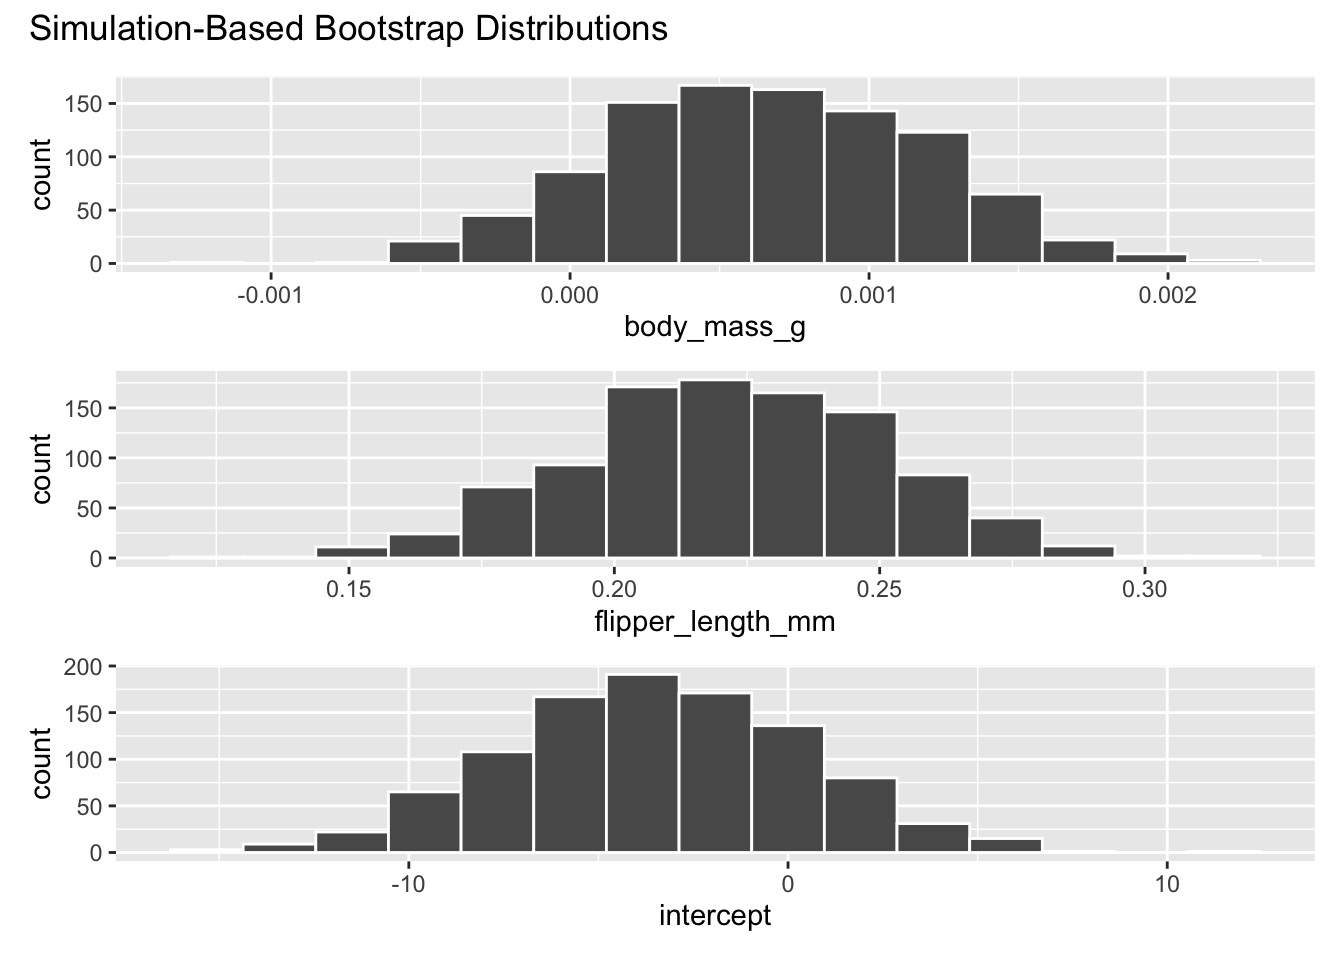 Simulation-Based Bootstrap Distributions
150
100
50
0
count
-0.001 0.000 0.001 0.002
body_mass_g
150
100
50
0
count
0.15 0.20 0.25 0.30
flipper_length_mm
200
150
100
50
0
count
-10 0 10
intercept